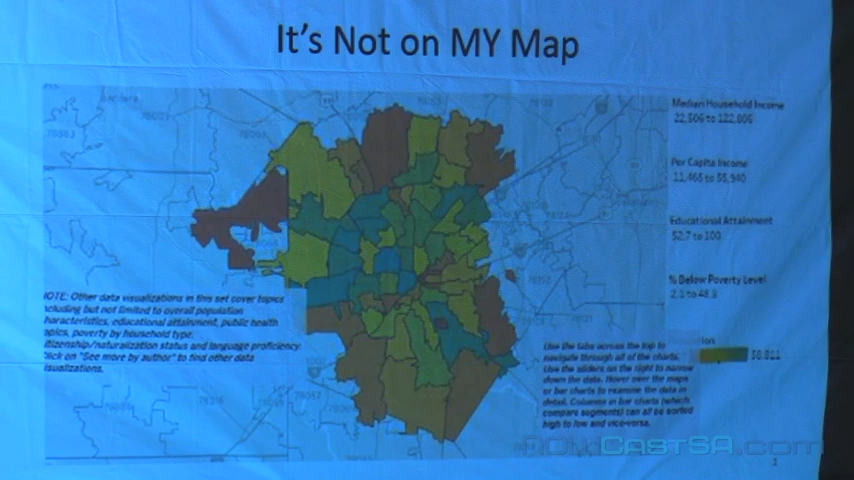 It's Not on MY Map
Median Household Income
22,506 to 122,806
Per Capita Income
11,465 to 55,940
Educational Attainment
52.7 to 100
% Below Poverty Level
2.1 to 48.3
NOTE: Other data visualizations in this set cover topics
including but not limited to overall population
characteristics, educational attainment, public health
topics, poverty by household type,
citizenship/naturalization status and language proficiency.
Click on "See more by author" to find other data
visualizations.
Use the tabs across the top to
navigate through all of the charts.
Use the sliders on the right to narrow
down the data. Hover over the maps
or bar charts to examine the data in
detail. Columns in bar charts (which
compare segments) can all be sorted
high to low and vice-versa.
58,811
NOWCASTSA.com
1